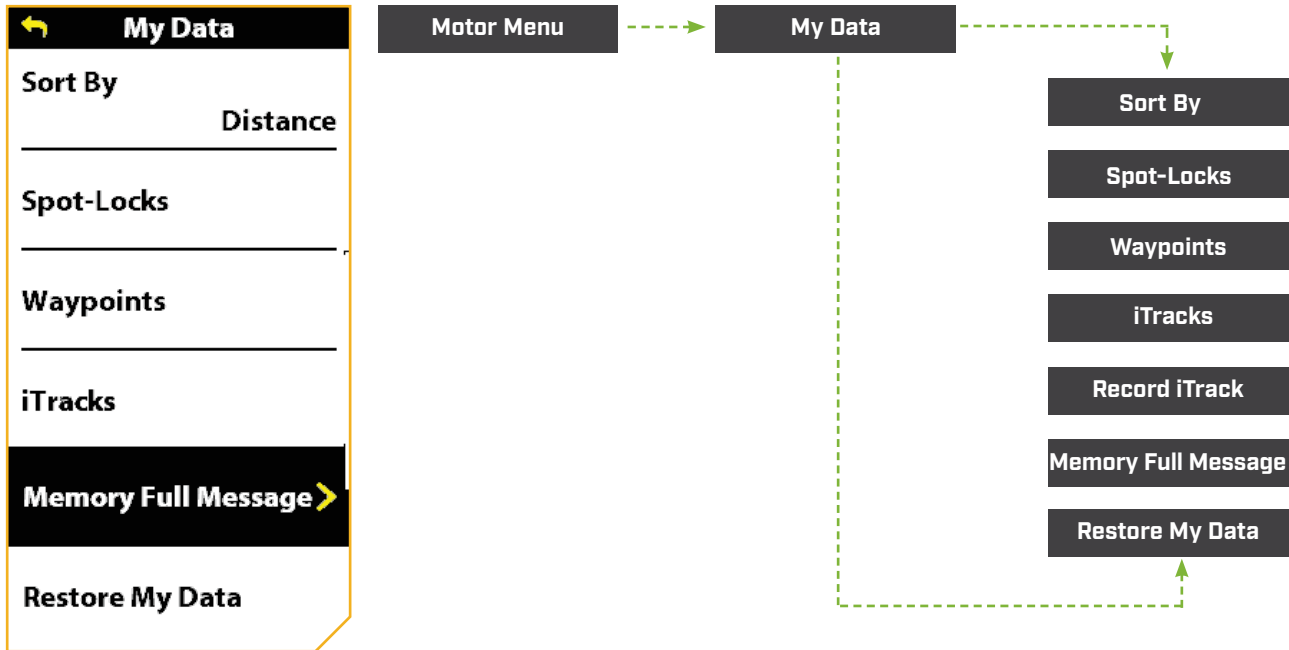 My Data
Sort By
Distance
Spot-Locks
Waypoints
iTracks
Memory Full Message
Restore My Data
Motor Menu
My Data
Sort By
Spot-Locks
Waypoints
iTracks
Record iTrack
Memory Full Message
Restore My Data